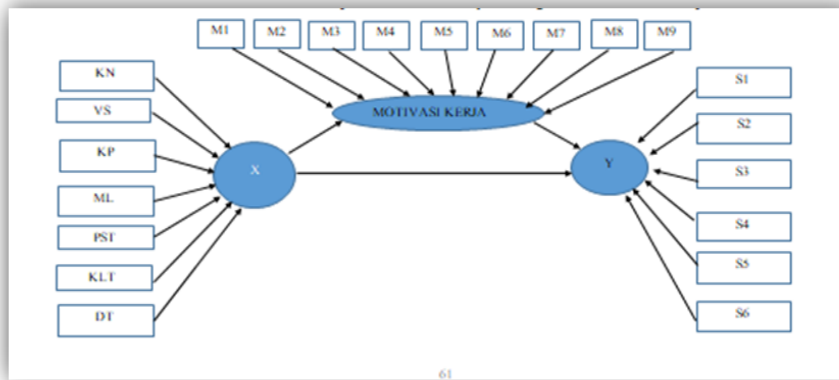 M1
M2
M3
M4
M5
M6
M7
M8
M9
KN
VS
KP
ML
PST
KLT
DT
MOTIVASI KERJA
X
Y
S1
S2
S3
S4
S5
S6
61